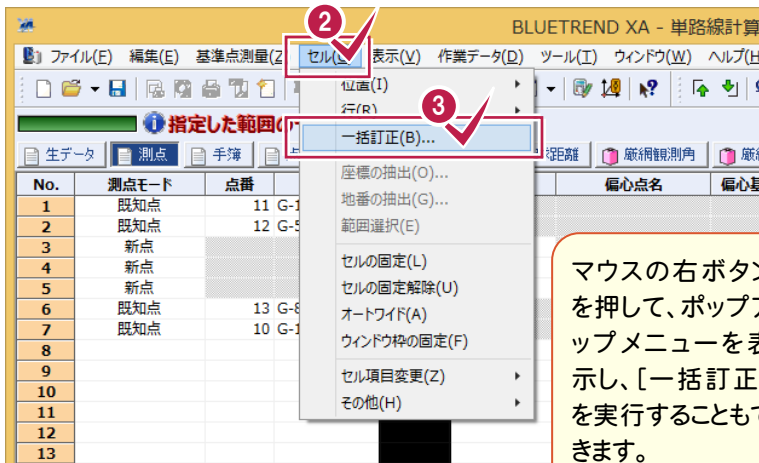 2
BLUETREND XA - 単路線計算
ファイル(F) 編集(E) 基準点測量(Z) セル(C) 表示(V) 作業データ(D) ツール(T) ウィンドウ(W) ヘルプ(H
3
指定した範囲の
生データ 測点 手簿 距離 厳網観測角 厳
No. 測点モード 点番 偏心点名 偏心
1 既知点 11 G-1
2 既知点 12 G-5
3 新点
4 新点
5 新点
6 既知点 13 G-8
7 既知点 10 G-1
8
9
10
11
12
13
位置(I)
行(R)
一括訂正(B)...
座標の抽出(O)...
地番の抽出(G)...
範囲選択(E)
セルの固定(L)
セルの固定解除(U)
オートワイド(A)
ウィンドウ枠の固定(F)
セル項目変更(Z)
その他(H)
マウスの右ボタン
を押して、ポップア
ップメニューを表
示し、[一括訂正
を実行することもで
きます。